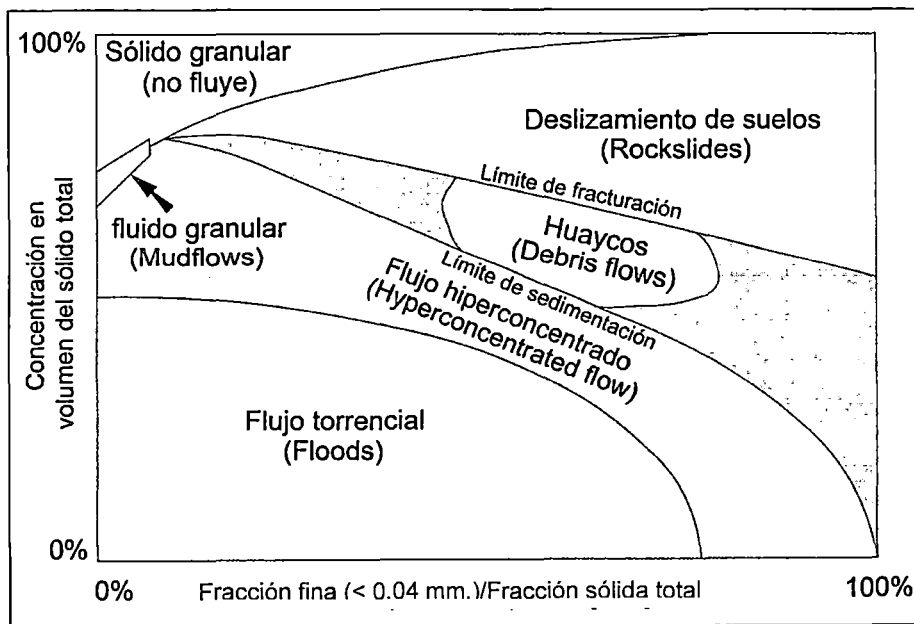 100%
Sólido granular
(no fluye)
Deslizamiento de suelos
(Rockslides)
Límite de fracturación
Huaycos
(Debris flows)
fluido granular
(Mudflows)
Límite de sedimentación
Flujo hiperconcentrado
(Hyperconcentrated flow)
Concentración en
volumen del sólido total
Flujo torrencial
(Floods)
0%
0%
Fracción fina (< 0.04 mm.)/Fracción sólida total
100%